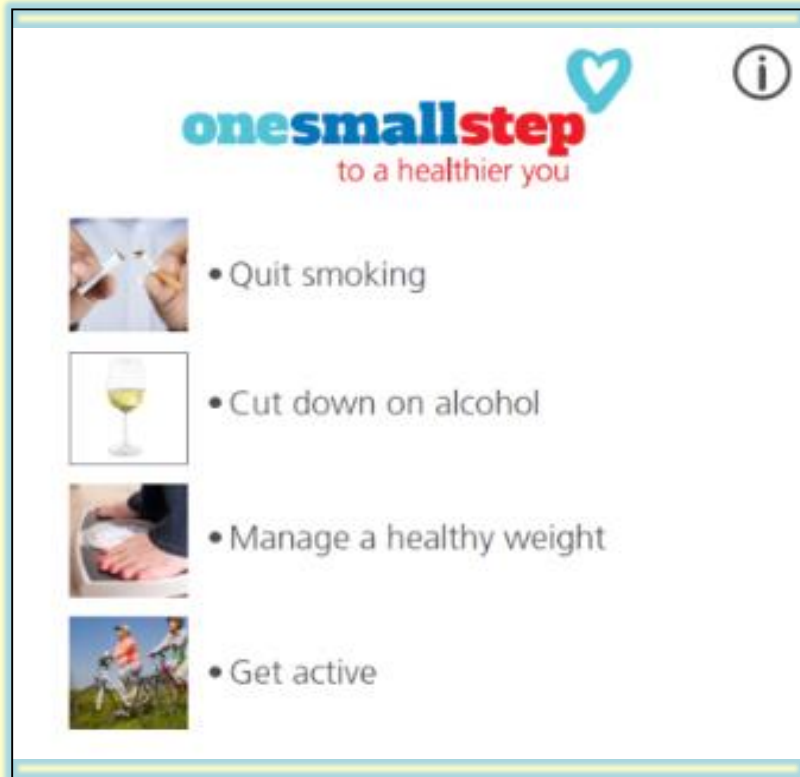 onesmallstep
to a healthier you
i
• Quit smoking
• Cut down on alcohol
• Manage a healthy weight
• Get active